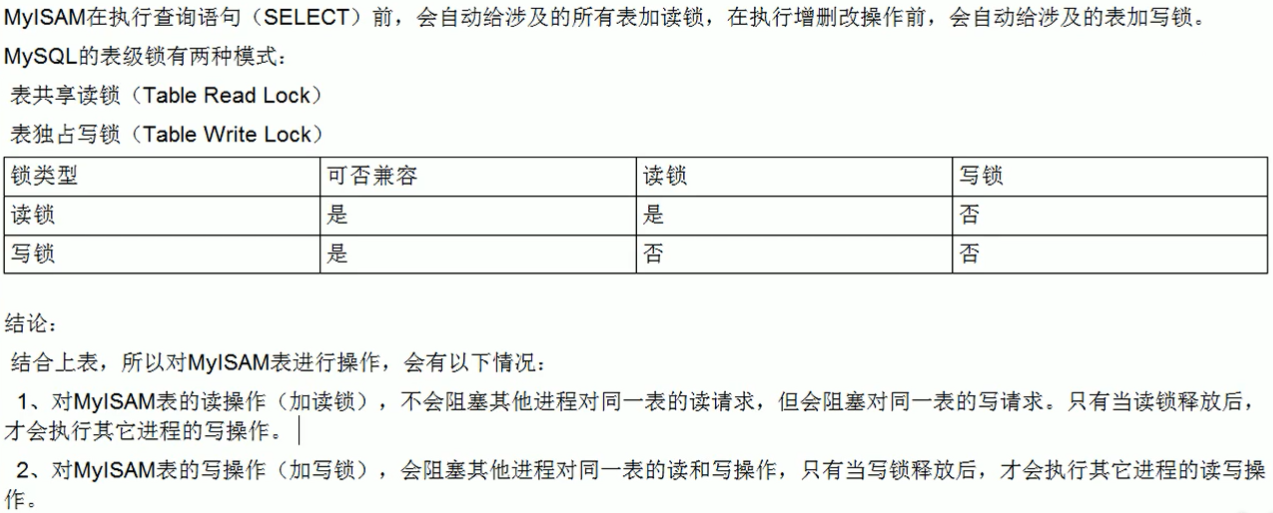 MyISAM在执行查询语句（SELECT）前，会自动给涉及的所有表加读锁，在执行增删改操作前，会自动给涉及的表加写锁。
MySQL的表级锁有两种模式：
表共享读锁（Table Read Lock）
表独占写锁（Table Write Lock）
锁类型 可否兼容 读锁 写锁
读锁 是 是 否
写锁 是 否 否
结论：
结合上表，所以对MyISAM表进行操作，会有以下情况：
1、对MyISAM表的读操作（加读锁），不会阻塞其他进程对同一表的读请求，但会阻塞对同一表的写请求。只有当读锁释放后，
才会执行其它进程的写操作。
2、对MyISAM表的写操作（加写锁），会阻塞其他进程对同一表的读和写操作，只有当写锁释放后，才会执行其它进程的读写操
作。